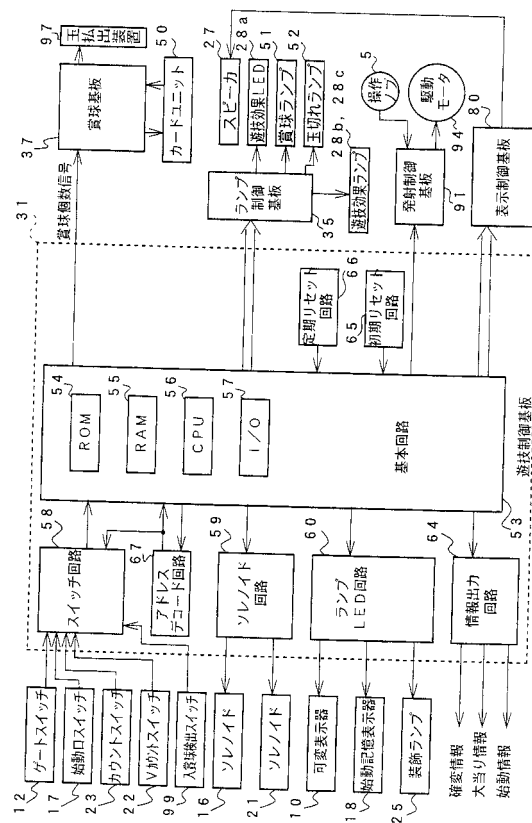 12
ゲートスイッチ
17
始動口スイッチ
23
カウントスイッチ
22
Vカウントスイッチ
99
入賞球検出スイッチ
16
ソレノイド
21
ソレノイド
10
可変表示器
18
始動記憶表示器
25
装飾ランプ
確変情報
大当り情報
始動情報
スイッチ回路
58
アドレス
デコード回路
67
ソレノイド
回路
59
ランプ
LED回路
60
情報出力
回路
64
ROM
54
RAM
55
CPU
56
I/O
57
基本回路
53
遊技制御基板
31
定期リセット
回路
66
初期リセット
回路
65
賞球個数信号
賞球基板
37
玉払出装置
97
カードユニット
50
ランプ
制御基
板
35
スピーカ
27
遊技効果LED
28a
賞球ランプ
51
玉切れランプ
52
遊技効果ランプ
28b, 28c
操作
ノブ
5
駆動
モータ
94
発射制御
基板
91
表示制御基板
80